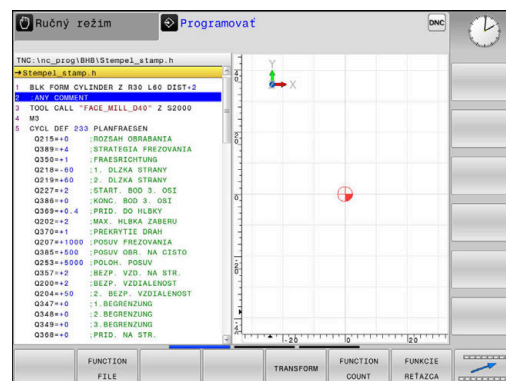 Ručný režim
Programovať
DNC
TNC:\nc_prog\BHB\Stempel_stamp.h
→Stempel_stamp.h
1 BLK FORM CYLINDER Z R30 L60 DIST+2
2 ;ANY COMMENT
3 TOOL CALL "FACE_MILL_D40" Z S2000
4 M3
5 CYCL DEF 233 PLANFRAESEN
Q215=+0 ;ROZSAH OBRABANIA
Q389=+4 ;STRATEGIA FREZOVANIA
Q350=+1 ;FRAESRICHTUNG
Q218=-60 ;1. DLZKA STRANY
Q219=+60 ;2. DLZKA STRANY
Q227=+2 ;START. BOD 3. OSI
Q386=+0 ;KONC. BOD 3. OSI
Q369=+0.4 ;PRID. DO HLBKY
Q202=+2 ;MAX. HLBKA ZABERU
Q370=+1 ;PREKRYTIE DRAH
Q207=+1000 ;POSUV FREZOVANIA
Q385=+500 ;POSUV OBR. NA CISTO
Q253=+5000 ;POLOH. POSUV
Q357=+2 ;BEZP. VZD. NA STR.
Q200=+2 ;BEZP. VZDIALENOST
Q204=+50 ;2. BEZP. VZDIALENOST
Q347=+0 ;1.BEGRENZUNG
Q348=+0 ;2.BEGRENZUNG
Q349=+0 ;3.BEGRENZUNG
Q368=+0 ;PRID. NA STR.
Y
X
-20
0
20
FUNCTION
FILE
TRANSFORM
FUNCTION
COUNT
FUNKCIE
REŤAZCA